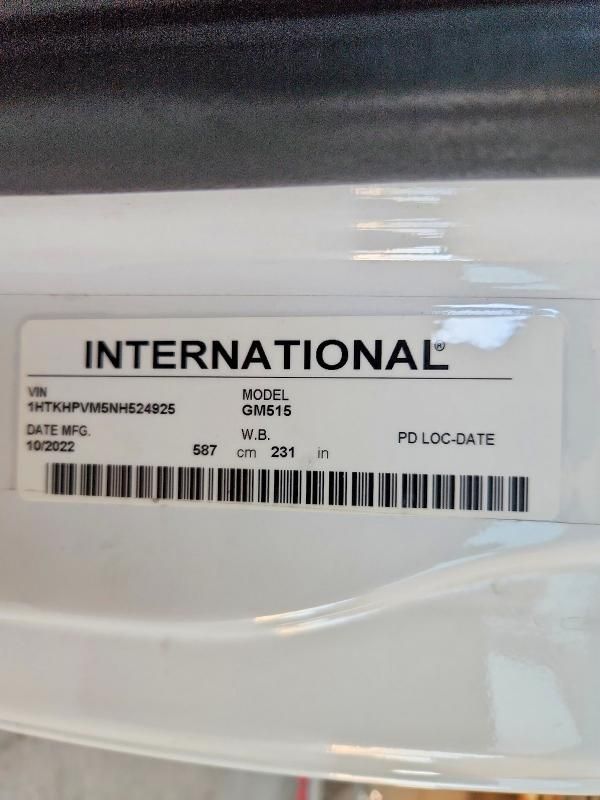 INTERNATIONAL®
VIN MODEL
1HTKHPVM5NH524925 GM515
DATE MFG. W.B. PD LOC-DATE
10/2022 587 cm 231 in